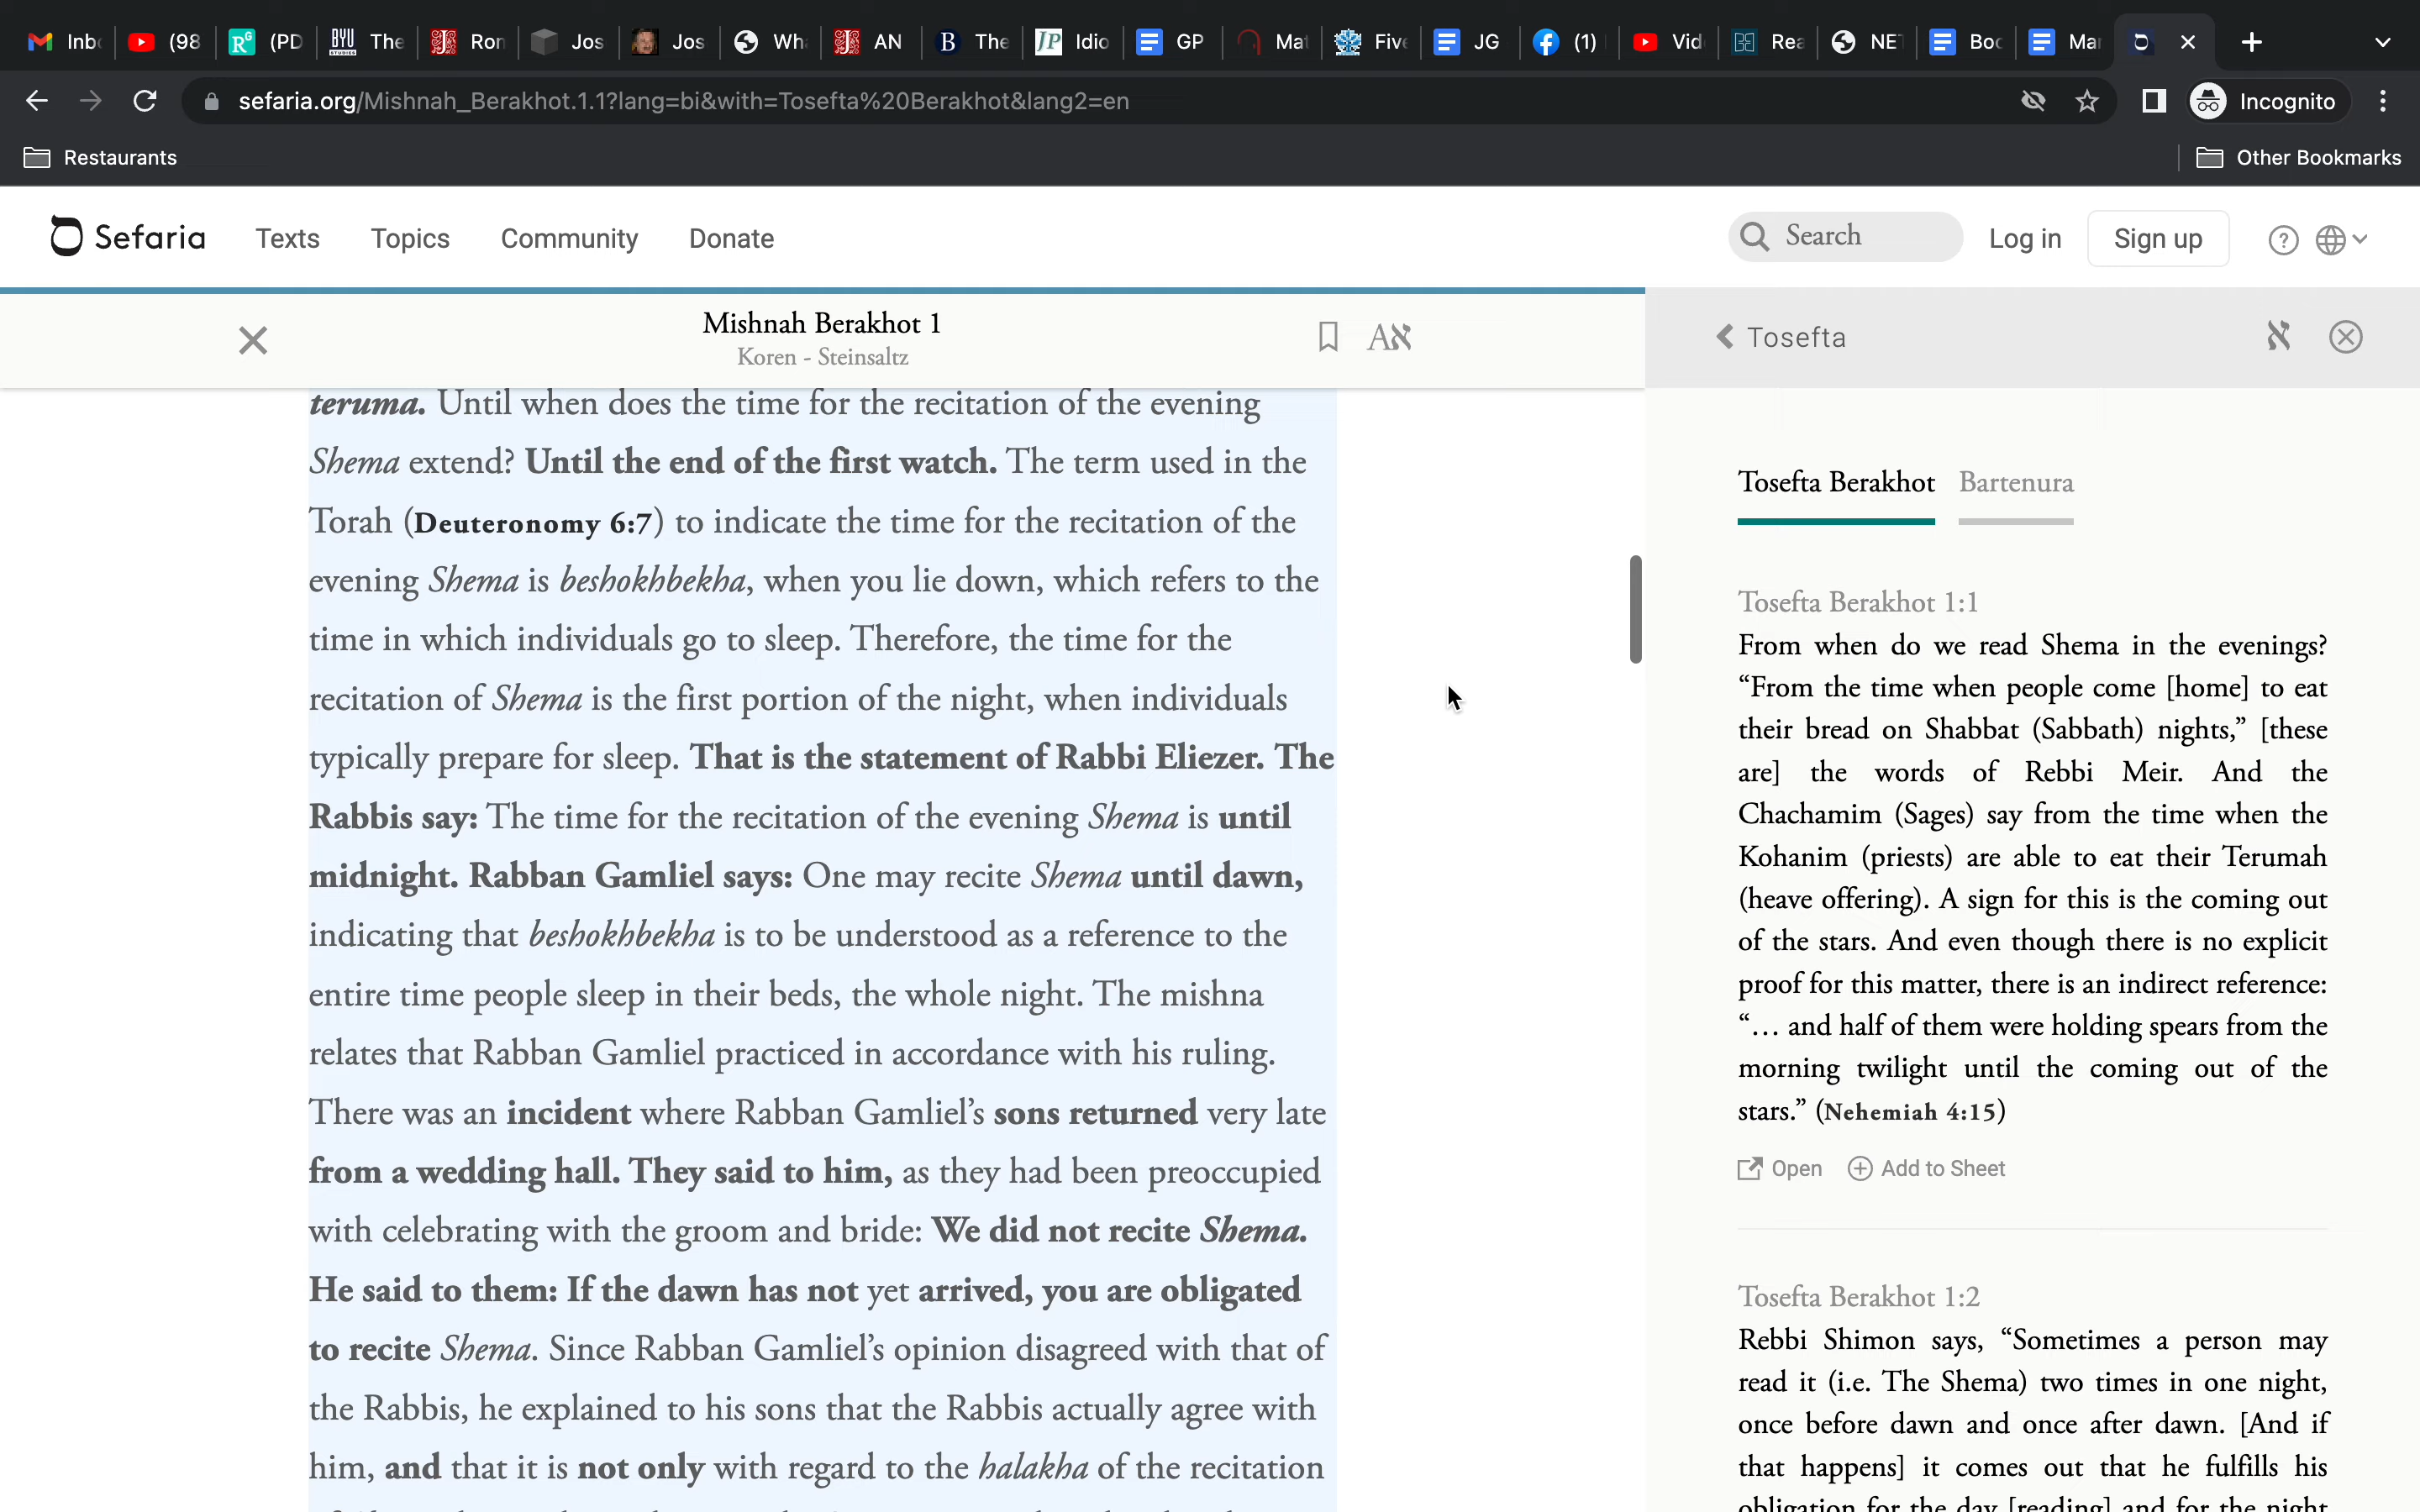 Inb
(98
(PD
BYU
STUDIES
The
Ron
Jos
Jos
Wh
AN
B
The
JP
Idio
GP
Mat
Five
JG
(1)
Vid
Rea
NE
Boc
Mar
sefaria.org/Mishnah_Berakhot.1.1?lang=bi&with=Tosefta%20Berakhot&lang2=en
Incognito
Restaurants
Other Bookmarks
Sefaria
Texts
Topics
Community
Donate
Search
Log in
Sign up
Mishnah Berakhot 1
Koren - Steinsaltz
Aא
teruma. Until when does the time for the recitation of the evening
Shema extend? Until the end of the first watch. The term used in the
Torah (Deuteronomy 6:7) to indicate the time for the recitation of the
evening Shema is beshokhbekha, when you lie down, which refers to the
time in which individuals go to sleep. Therefore, the time for the
recitation of Shema is the first portion of the night, when individuals
typically prepare for sleep. That is the statement of Rabbi Eliezer. The
Rabbis say: The time for the recitation of the evening Shema is until
midnight. Rabban Gamliel says: One may recite Shema until dawn,
indicating that beshokhbekha is to be understood as a reference to the
entire time people sleep in their beds, the whole night. The mishna
relates that Rabban Gamliel practiced in accordance with his ruling.
There was an incident where Rabban Gamliel’s sons returned very late
from a wedding hall. They said to him, as they had been preoccupied
with celebrating with the groom and bride: We did not recite Shema.
He said to them: If the dawn has not yet arrived, you are obligated
to recite Shema. Since Rabban Gamliel’s opinion disagreed with that of
the Rabbis, he explained to his sons that the Rabbis actually agree with
him, and that it is not only with regard to the halakha of the recitation
Tosefta
א
Tosefta Berakhot
Bartenura
Tosefta Berakhot 1:1
From when do we read Shema in the evenings?
“From the time when people come [home] to eat
their bread on Shabbat (Sabbath) nights,” [these
are] the words of Rebbi Meir. And the
Chachamim (Sages) say from the time when the
Kohanim (priests) are able to eat their Terumah
(heave offering). A sign for this is the coming out
of the stars. And even though there is no explicit
proof for this matter, there is an indirect reference:
“… and half of them were holding spears from the
morning twilight until the coming out of the
stars.” (Nehemiah 4:15)
Open
Add to Sheet
Tosefta Berakhot 1:2
Rebbi Shimon says, “Sometimes a person may
read it (i.e. The Shema) two times in one night,
once before dawn and once after dawn. [And if
that happens] it comes out that he fulfills his
obligation for the day [reading] and for the night